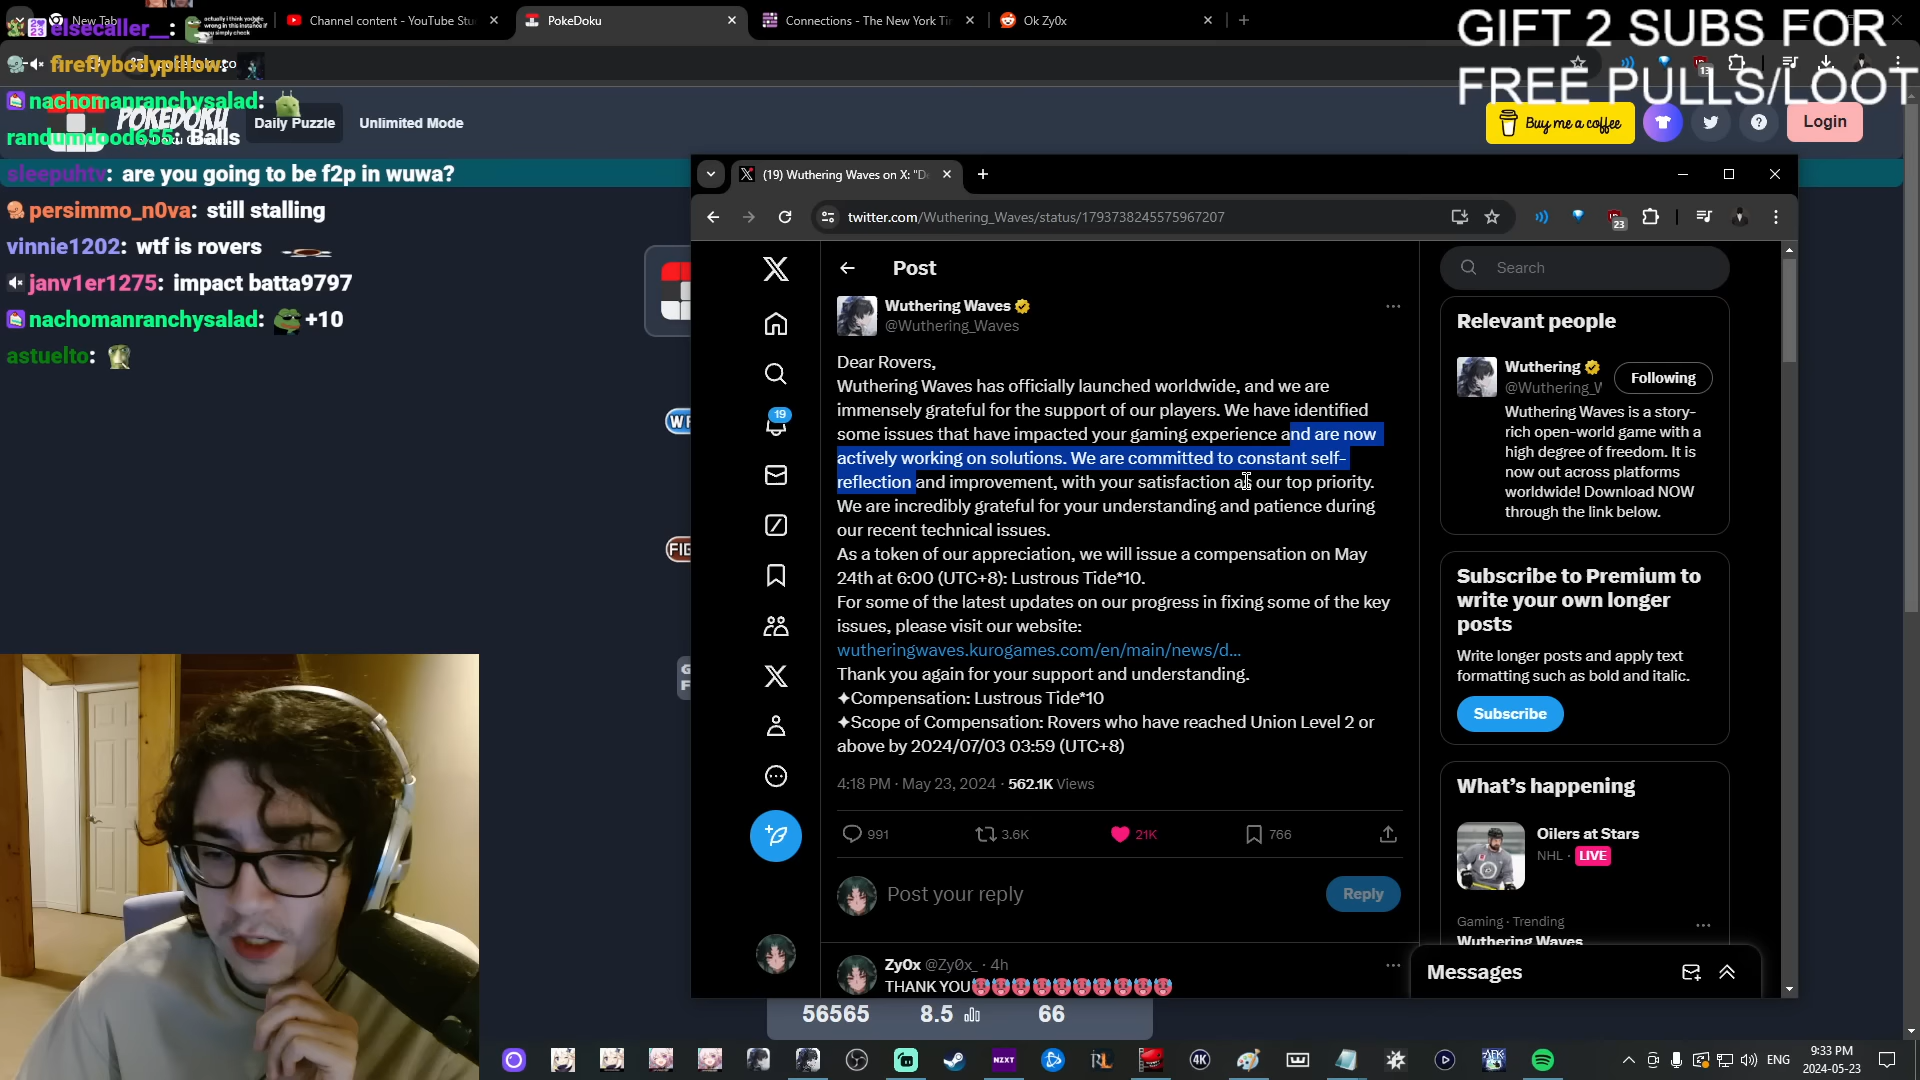 New Tab
Channel content - YouTube Stu
PokeDoku
Connections - The New York Tir
Ok Zy0x
GIFT 2 SUBS FOR
FREE PULLS/LOOT
elsecaller__:
fireflybodypillow:
nachomanranchysalad:
randumdood655: Balls
sleepuhtv: are you going to be f2p in wuwa?
persimmo_n0va: still stalling
vinnie1202: wtf is rovers
janv1er1275: impact batta9797
nachomanranchysalad: +10
astuelto:
POKEDOKU
Daily Puzzle
Unlimited Mode
Buy me a coffee
Login
(19) Wuthering Waves on X: "De
twitter.com/Wuthering_Waves/status/1793738245575967207
23
13
Post
Search
Wuthering Waves
@Wuthering_Waves
Dear Rovers,
Wuthering Waves has officially launched worldwide, and we are
immensely grateful for the support of our players. We have identified
some issues that have impacted your gaming experience and are now
actively working on solutions. We are committed to constant self-
reflection and improvement, with your satisfaction as our top priority.
We are incredibly grateful for your understanding and patience during
our recent technical issues.
As a token of our appreciation, we will issue a compensation on May
24th at 6:00 (UTC+8): Lustrous Tide*10.
For some of the latest updates on our progress in fixing some of the key
issues, please visit our website:
wutheringwaves.kurogames.com/en/main/news/d...
Thank you again for your support and understanding.
✦Compensation: Lustrous Tide*10
✦Scope of Compensation: Rovers who have reached Union Level 2 or
above by 2024/07/03 03:59 (UTC+8)
4:18 PM · May 23, 2024 · 562.1K Views
991
3.6K
21K
766
Post your reply
Reply
Zy0x @Zy0x_ · 4h
THANK YOU
19
Relevant people
Wuthering
@Wuthering_W
Following
Wuthering Waves is a story-
rich open-world game with a
high degree of freedom. It is
now out across platforms
worldwide! Download NOW
through the link below.
Subscribe to Premium to
write your own longer
posts
Write longer posts and apply text
formatting such as bold and italic.
Subscribe
What's happening
Oilers at Stars
NHL · LIVE
Gaming · Trending
Wuthering Waves
Messages
56565
8.5
66
NZXT
4K
ENG
9:33 PM
2024-05-23